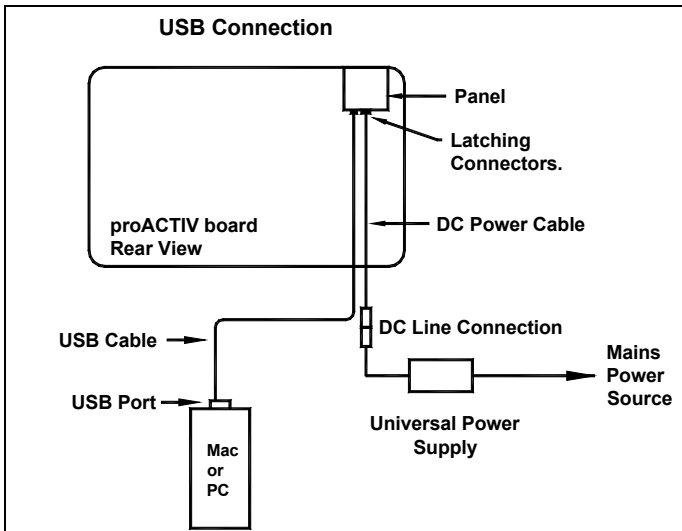 USB Connection
Panel
Latching
Connectors.
proACTIV board
Rear View
DC Power Cable
DC Line Connection
USB Cable
Mains
Power
Source
USB Port
Universal Power
Supply
Mac
or
PC